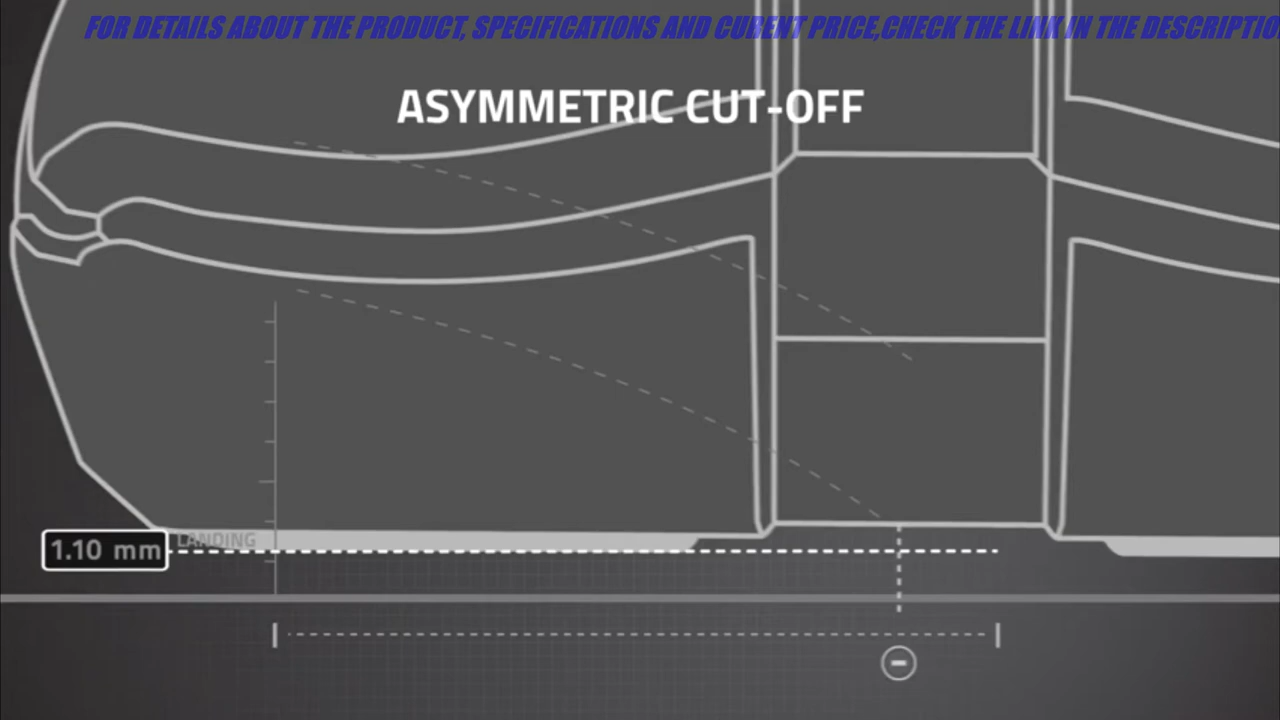 FOR DETAILS ABOUT THE PRODUCT, SPECIFICATIONS AND CUBENT PRICE,CHECK THE LINK IN THE DESCRIPTIO
ASYMMETRIC CUT-OFF
LANDING
1.10 mm